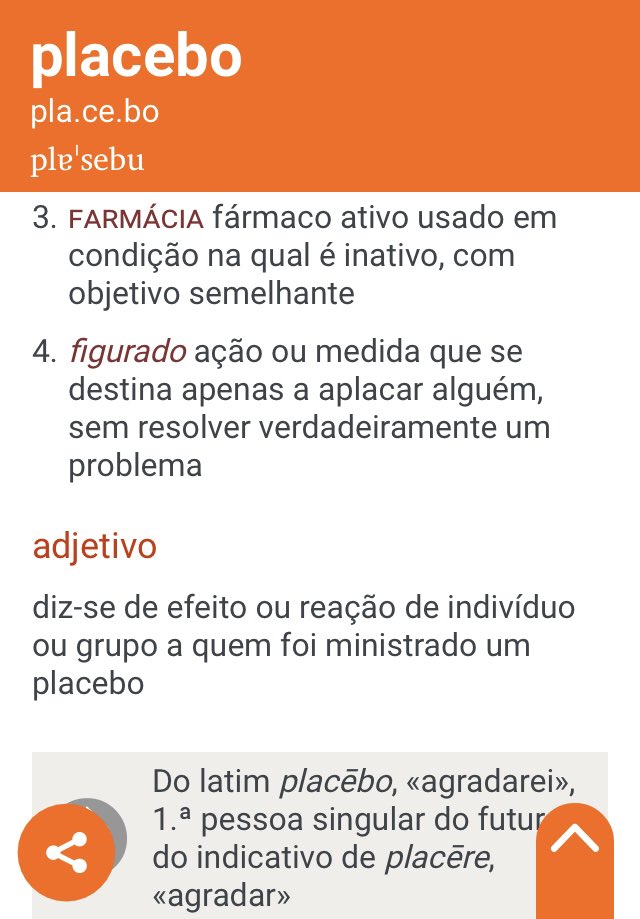 placebo
pla.ce.bo
plɐˈsebu
3. FARMÁCIA fármaco ativo usado em
condição na qual é inativo, com
objetivo semelhante
4. figurado ação ou medida que se
destina apenas a aplacar alguém,
sem resolver verdadeiramente um
problema
adjetivo
diz-se de efeito ou reação de indivíduo
ou grupo a quem foi ministrado um
placebo
Do latim placēbo, «agradarei»,
1.ª pessoa singular do futur
do indicativo de placēre,
«agradar»